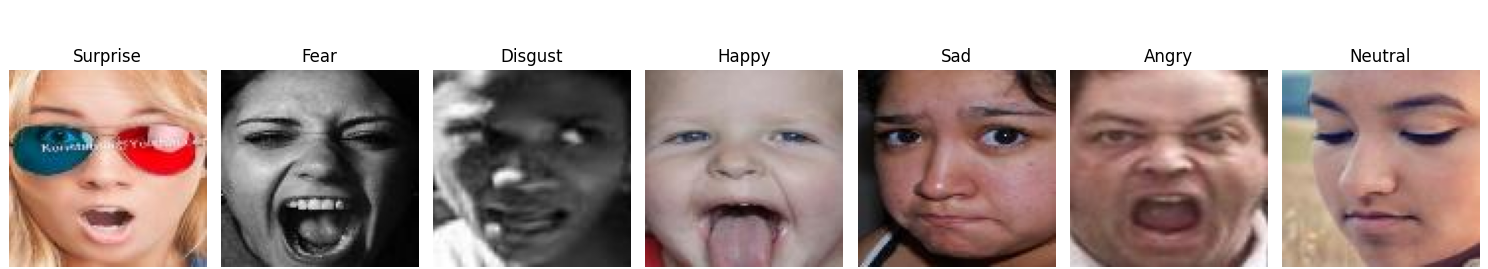 Surprise
Fear
Disgust
Happy
Sad
Angry
Neutral